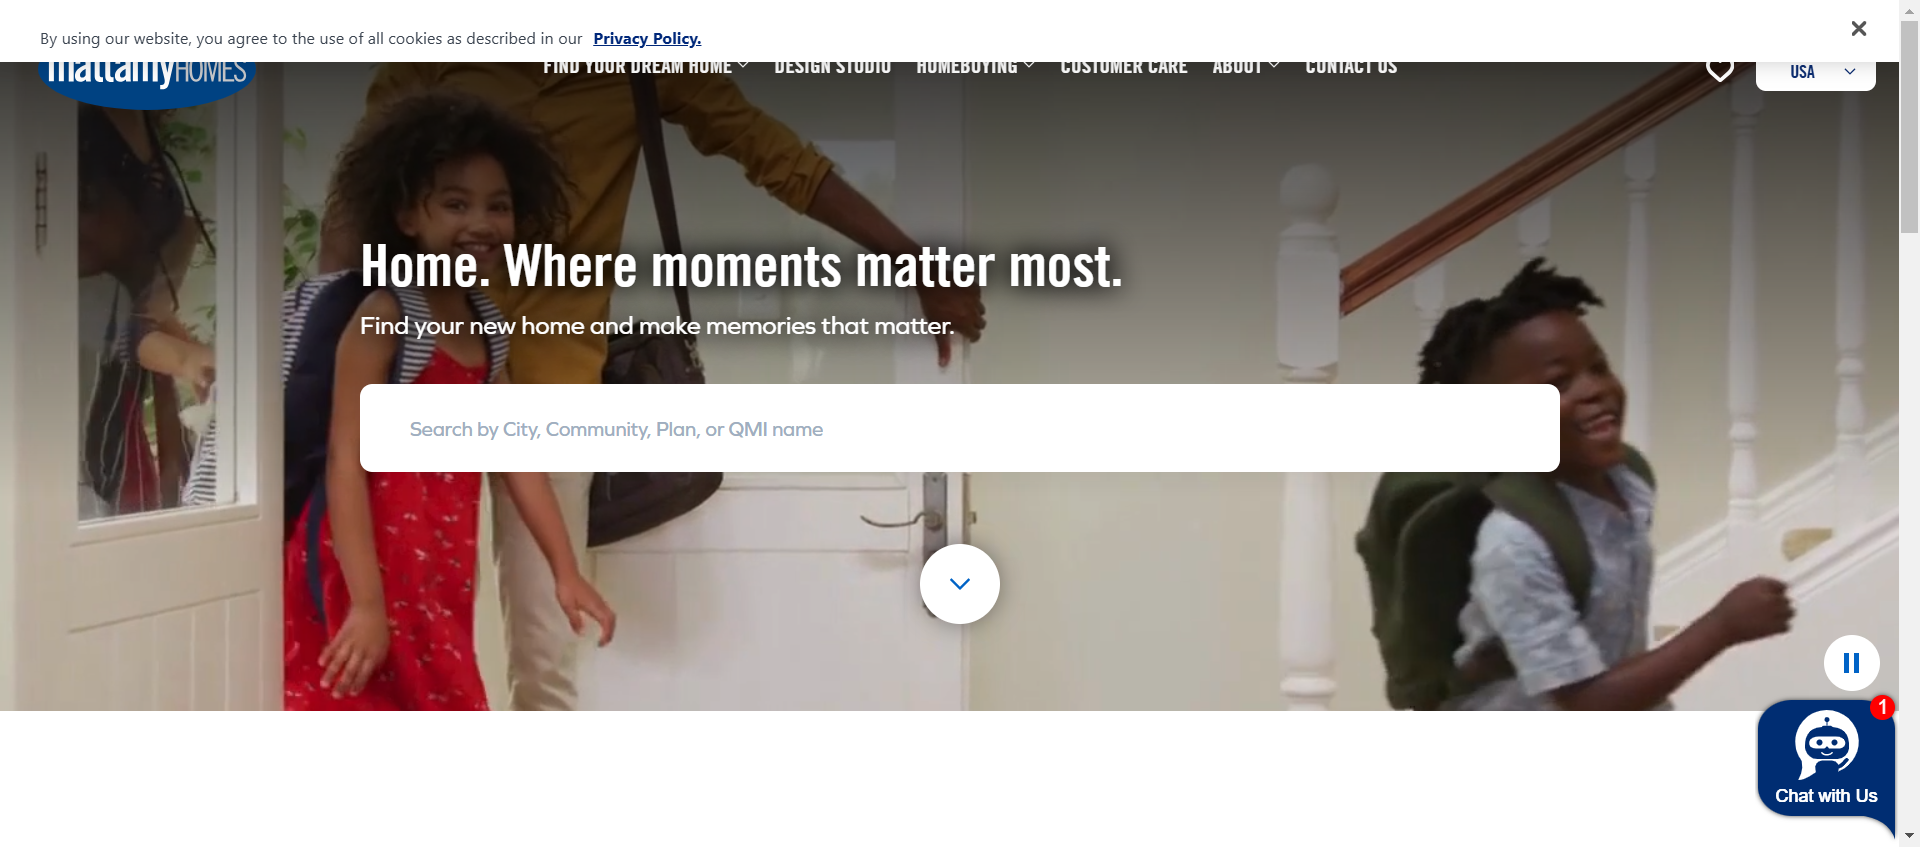 By using our website, you agree to the use of all cookies as described in our Privacy Policy.
mattamyHOMES
FIND YOUR DREAM HOME
DESIGN STUDIO
HOMEBUYING
CUSTOMER CARE
ABOUT
CONTACT US
USA
Home. Where moments matter most.
Find your new home and make memories that matter.
Search by City, Community, Plan, or QMI name
1
Chat with Us